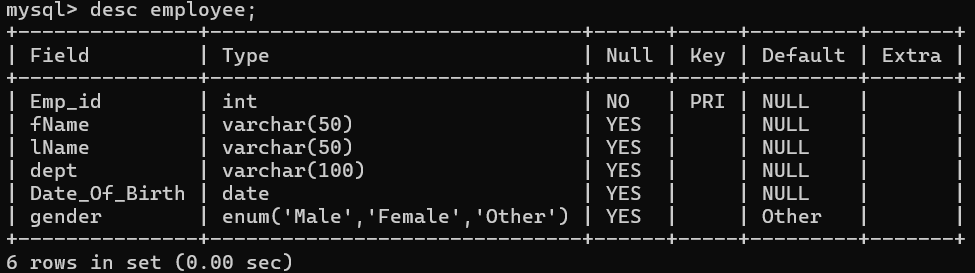 mysql> desc employee;
+---------------+-------------------------------+------+-----+---------+-------+
| Field         | Type                          | Null | Key | Default | Extra |
+---------------+-------------------------------+------+-----+---------+-------+
| Emp_id        | int                           | NO   | PRI | NULL    |       |
| fName         | varchar(50)                   | YES  |     | NULL    |       |
| lName         | varchar(50)                   | YES  |     | NULL    |       |
| dept          | varchar(100)                  | YES  |     | NULL    |       |
| Date_Of_Birth | date                          | YES  |     | NULL    |       |
| gender        | enum('Male','Female','Other') | YES  |     | Other   |       |
+---------------+-------------------------------+------+-----+---------+-------+
6 rows in set (0.00 sec)